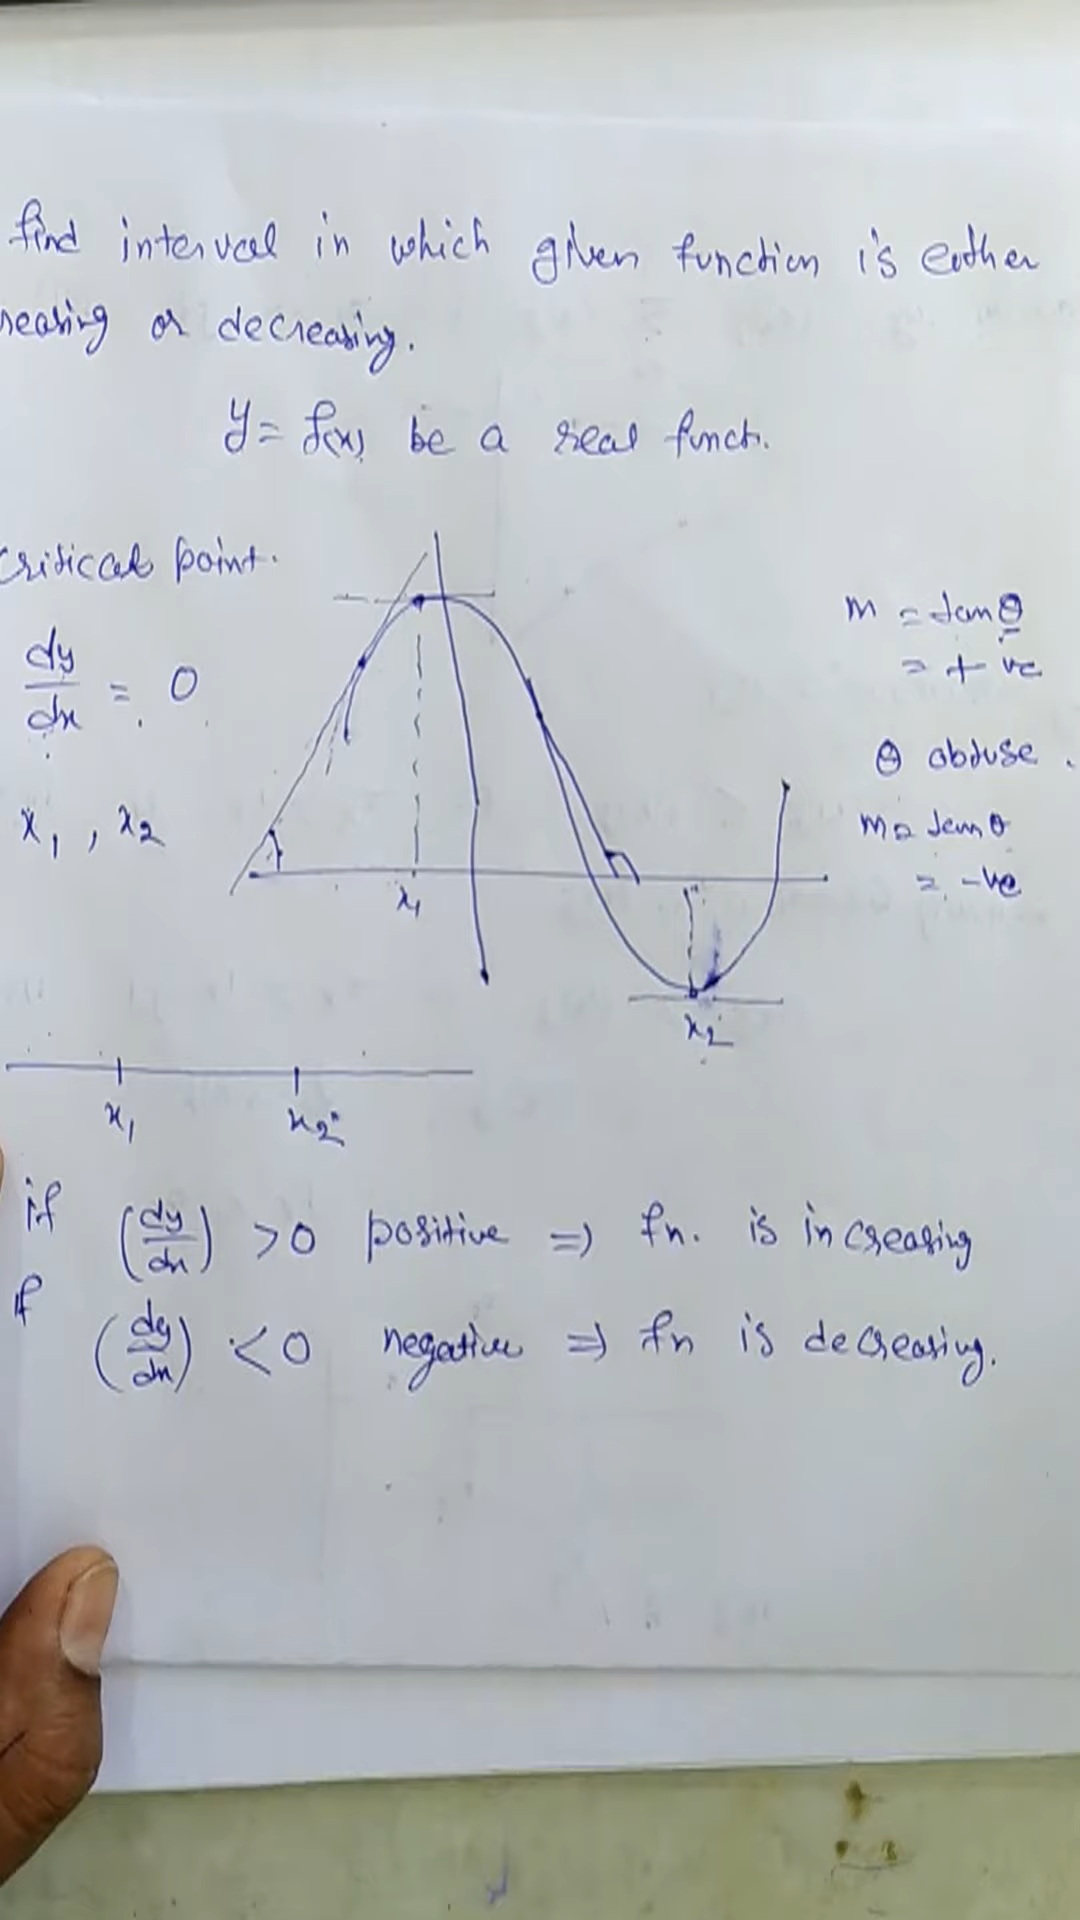 find interval in which given function is either
reasing or decreasing.
y = f(x) be a real funct.
critical point.
dy/dx = 0
x₁ , x₂
m = tan θ
= + ve
θ obtuse .
m = tan θ
= -ve
x₁
x₂
x₁ x₂
if (dy/dx) > 0 positive ⇒ fn. is increasing
if (dy/dx) < 0 negative ⇒ fn is decreasing.